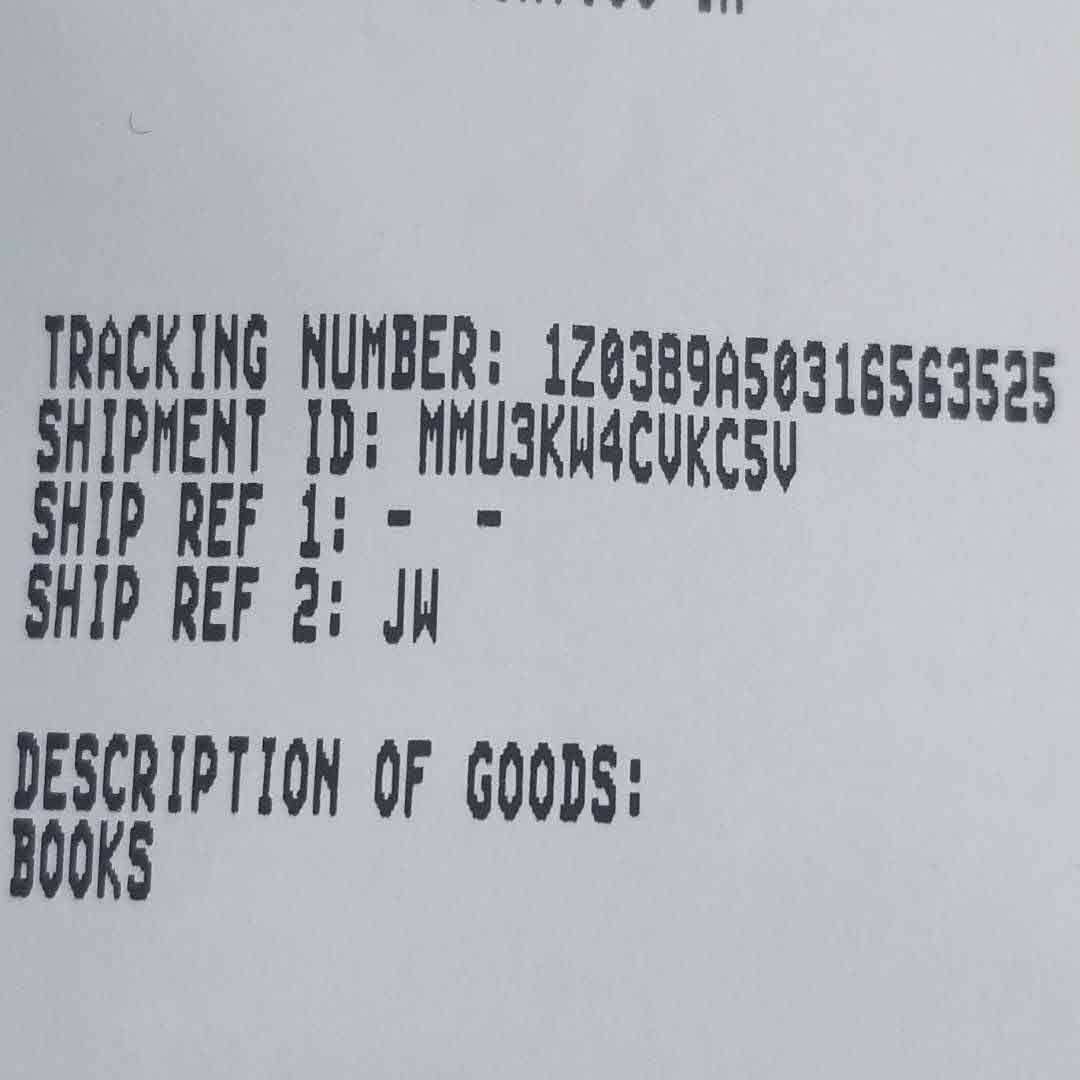 TRACKING NUMBER: 1Z0389A50316563525
SHIPMENT ID: MMU3KW4CVKC5V
SHIP REF 1: - -
SHIP REF 2: JW
DESCRIPTION OF GOODS:
BOOKS